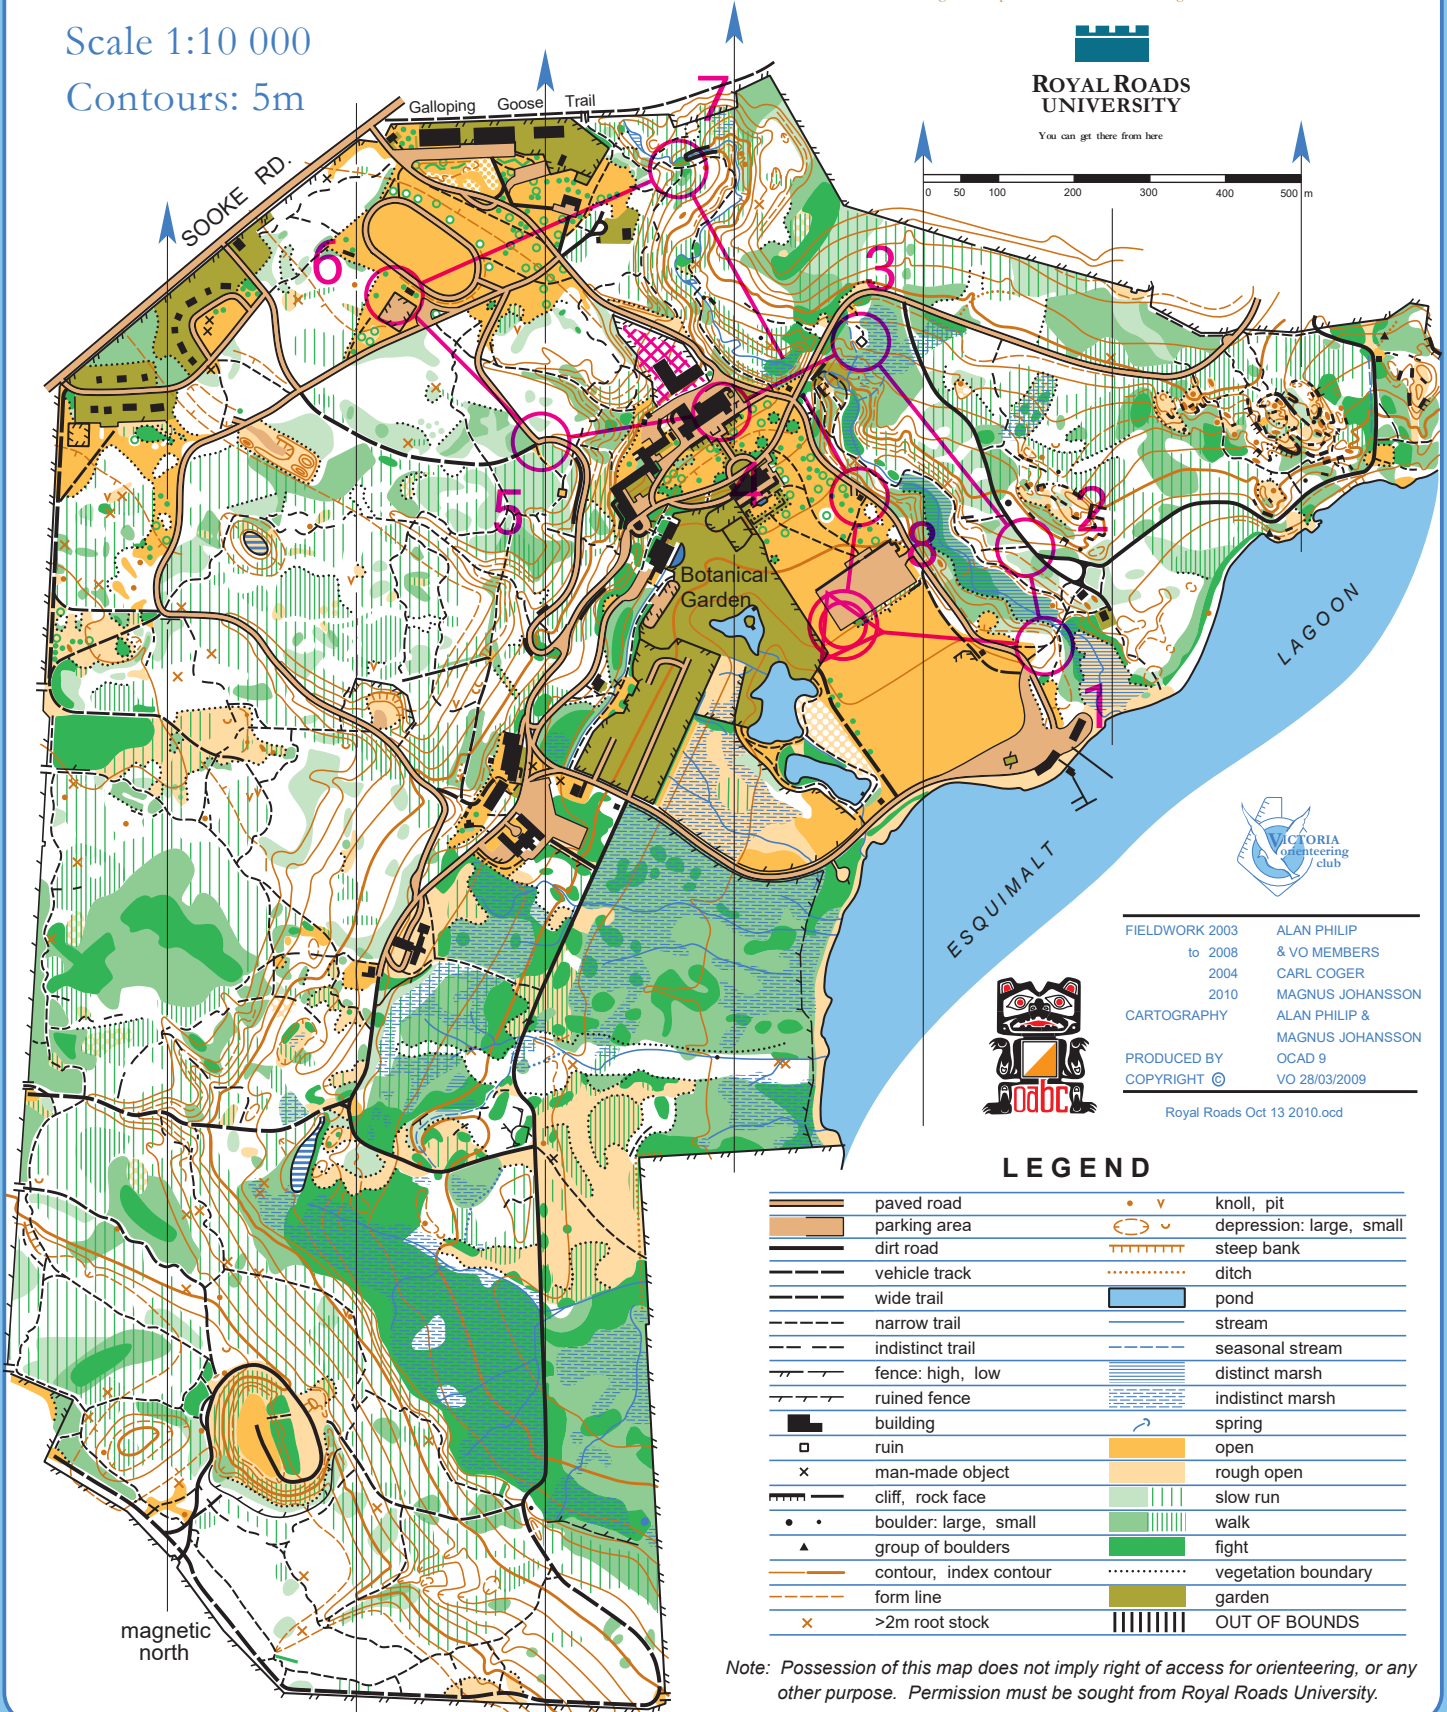 Scale 1:10 000
Contours: 5m
ROYAL ROADS
UNIVERSITY
You can get there from here
0 50 100 200 300 400 500 m
Galloping Goose Trail
SOOKE RD.
7
6
3
2
4
5
8
1
Botanical
Garden
LAGOON
ESQUIMALT
VICTORIA
orienteering
club
FIELDWORK 2003 ALAN PHILIP
to 2008 & VO MEMBERS
2004 CARL COGER
2010 MAGNUS JOHANSSON
CARTOGRAPHY ALAN PHILIP &
MAGNUS JOHANSSON
PRODUCED BY OCAD 9
COPYRIGHT © VO 28/03/2009
oabc
Royal Roads Oct 13 2010.ocd
LEGEND
paved road knoll, pit
parking area depression: large, small
dirt road steep bank
vehicle track ditch
wide trail pond
narrow trail stream
indistinct trail seasonal stream
fence: high, low distinct marsh
ruined fence indistinct marsh
building spring
ruin open
man-made object rough open
cliff, rock face slow run
boulder: large, small walk
group of boulders fight
contour, index contour vegetation boundary
form line garden
>2m root stock OUT OF BOUNDS
magnetic
north
Note: Possession of this map does not imply right of access for orienteering, or any
other purpose. Permission must be sought from Royal Roads University.